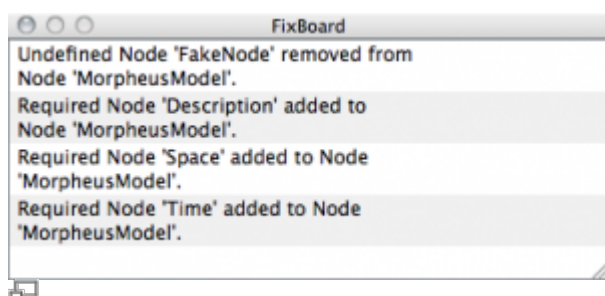 FixBoard
Undefined Node 'FakeNode' removed from
Node 'MorpheusModel'.
Required Node 'Description' added to
Node 'MorpheusModel'.
Required Node 'Space' added to Node
'MorpheusModel'.
Required Node 'Time' added to Node
'MorpheusModel'.